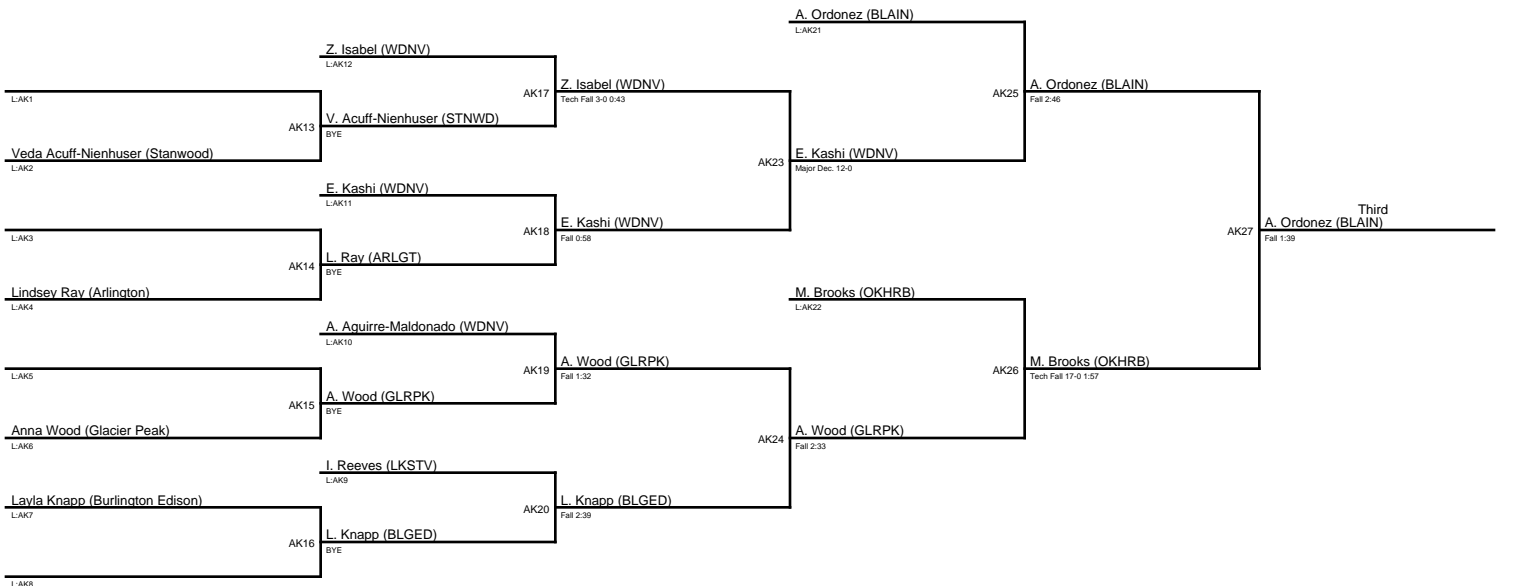 A. Ordonez (BLAIN)
L:AK21
Z. Isabel (WDNV)
L:AK12
L:AK1
AK17
Z. Isabel (WDNV)
Tech Fall 3-0 0:43
AK25
A. Ordonez (BLAIN)
Fall 2:46
AK13
V. Acuff-Nienhuser (STNWD)
BYE
Veda Acuff-Nienhuser (Stanwood)
L:AK2
AK23
E. Kashi (WDNV)
Major Dec. 12-0
E. Kashi (WDNV)
L:AK11
L:AK3
AK18
E. Kashi (WDNV)
Fall 0:58
AK27
Third
A. Ordonez (BLAIN)
Fall 1:39
AK14
L. Ray (ARLGT)
BYE
Lindsey Ray (Arlington)
L:AK4
M. Brooks (OKHRB)
L:AK22
A. Aguirre-Maldonado (WDNV)
L:AK10
L:AK5
AK19
A. Wood (GLRPK)
Fall 1:32
AK26
M. Brooks (OKHRB)
Tech Fall 17-0 1:57
AK15
A. Wood (GLRPK)
BYE
Anna Wood (Glacier Peak)
L:AK6
AK24
A. Wood (GLRPK)
Fall 2:33
I. Reeves (LKSTV)
L:AK9
Layla Knapp (Burlington Edison)
L:AK7
AK20
L. Knapp (BLGED)
Fall 2:39
AK16
L. Knapp (BLGED)
BYE
L:AK8